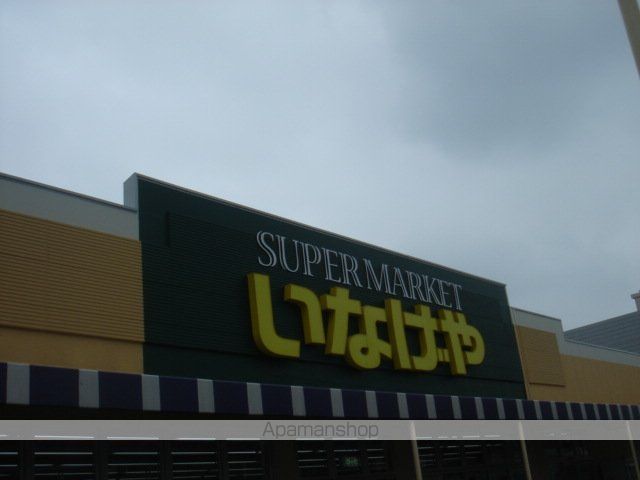 SUPER MARKET
いなげや
Apamanshop